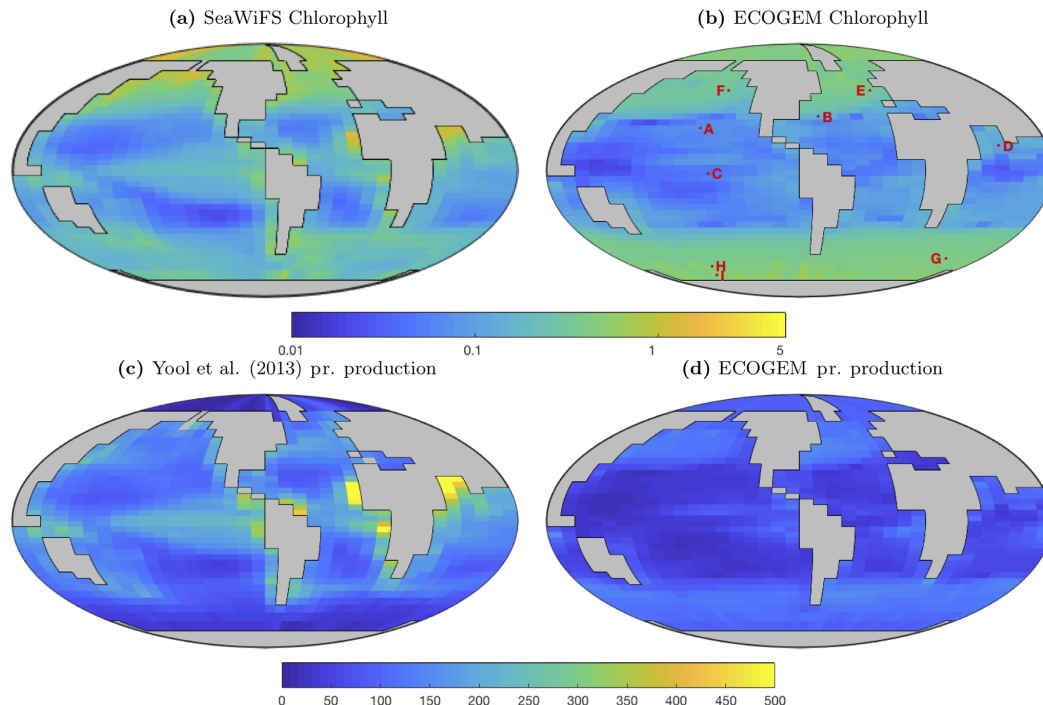 (a) SeaWiFS Chlorophyll
(b) ECOGEM Chlorophyll
F
E
B
A
D
C
G
H
I
0.01
0.1
1
5
(c) Yool et al. (2013) pr. production
(d) ECOGEM pr. production
0
50
100
150
200
250
300
350
400
450
500